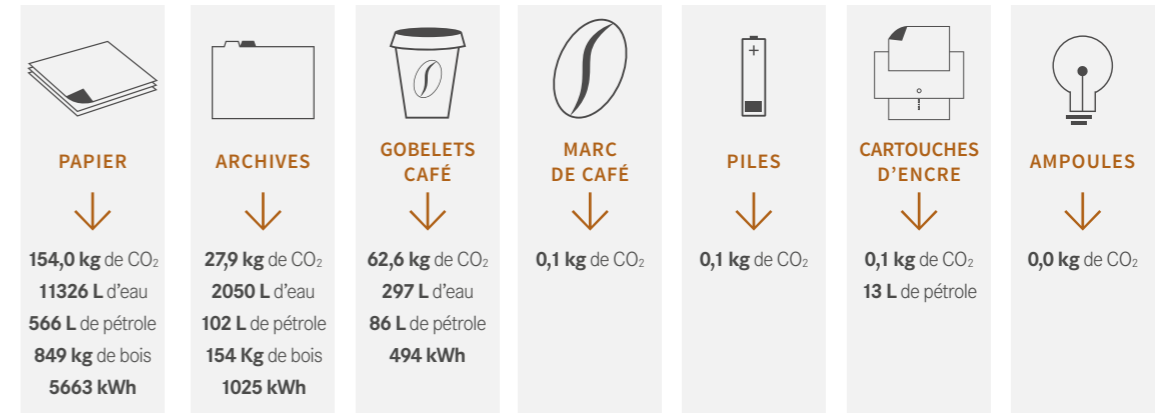 PAPIER
154,0 kg de CO₂
11326 L d’eau
566 L de pétrole
849 kg de bois
5663 kWh
ARCHIVES
27,9 kg de CO₂
2050 L d’eau
102 L de pétrole
154 Kg de bois
1025 kWh
GOBELETS
CAFÉ
62,6 kg de CO₂
297 L d’eau
86 L de pétrole
494 kWh
MARC
DE CAFÉ
0,1 kg de CO₂
PILES
+
0,1 kg de CO₂
CARTOUCHES
D’ENCRE
0,1 kg de CO₂
13 L de pétrole
AMPOULES
0,0 kg de CO₂